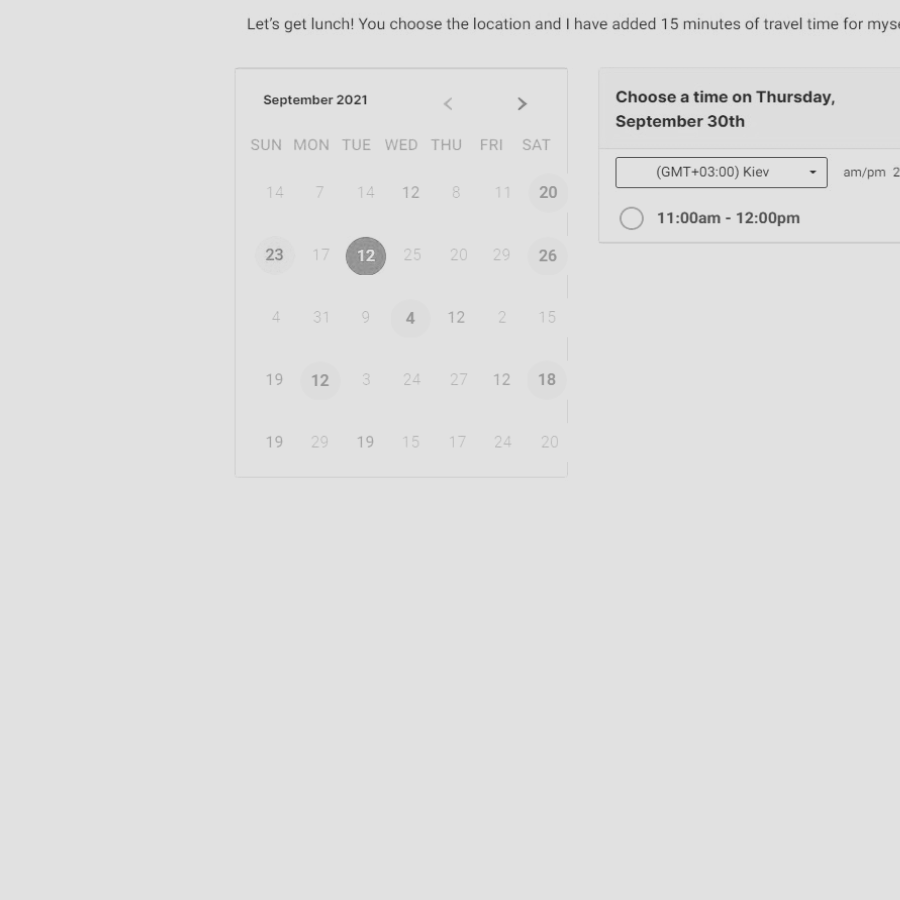 Let's get lunch! You choose the location and I have added 15 minutes of travel time for myse
September 2021
SUN MON TUE WED THU FRI SAT
14 7 14 12 8 11 20
23 17 12 25 20 29 26
4 31 9 4 12 2 15
19 12 3 24 27 12 18
19 29 19 15 17 24 20
Choose a time on Thursday,
September 30th
(GMT+03:00) Kiev am/pm 2
11:00am - 12:00pm